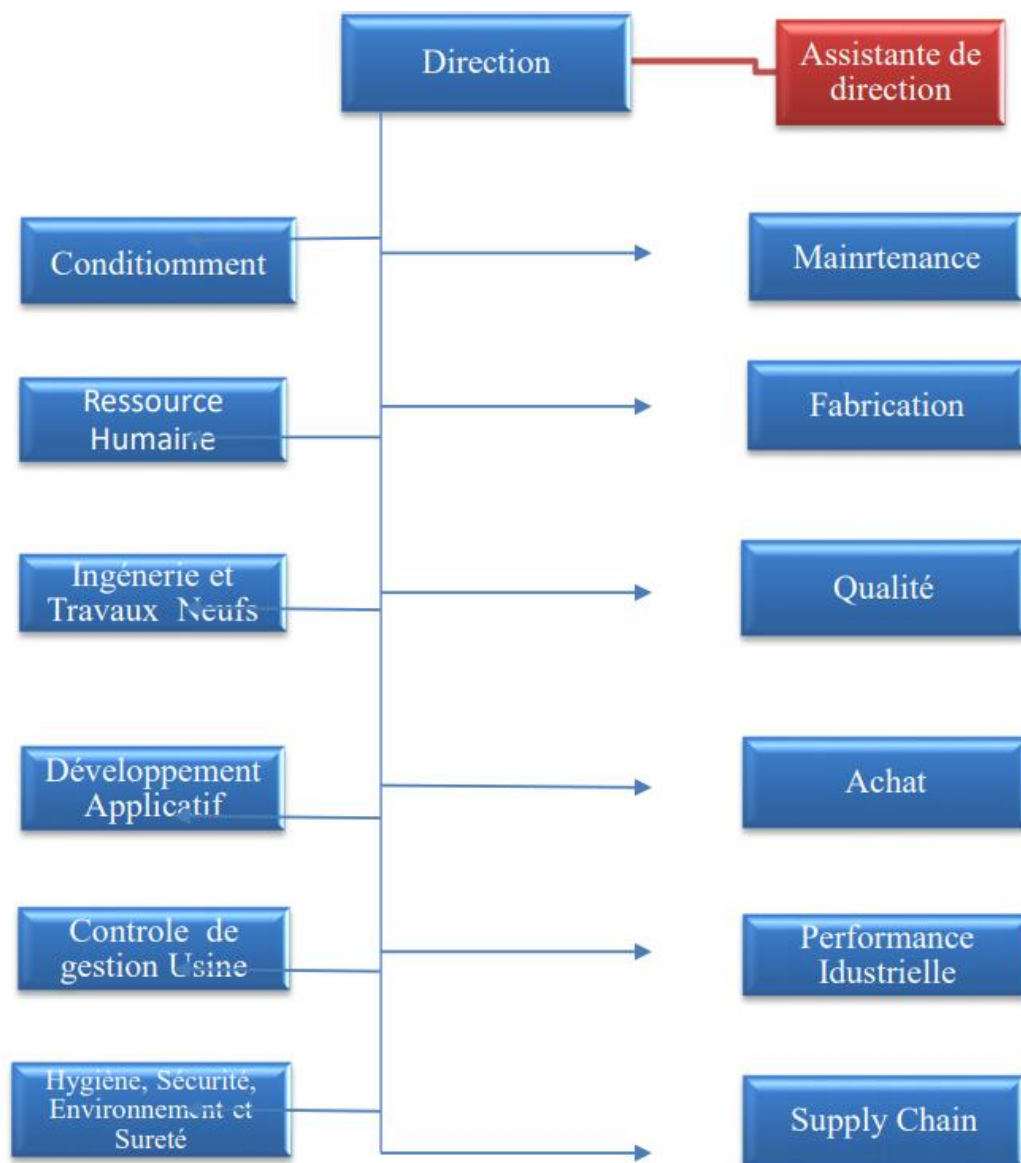 Direction
Assistante de
direction
Conditiomment
Mainrtenance
Ressource
Humaine
Fabrication
Ingénerie et
Travaux Neufs
Qualité
Développement
Applicatif
Achat
Controle de
gestion Usine
Performance
Idustrielle
Hygiène, Sécurité,
Environnement et
Sureté
Supply Chain